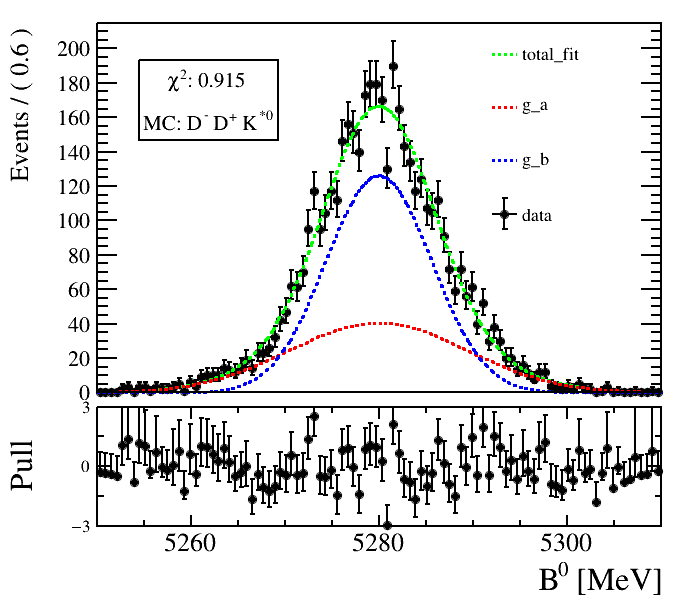 Events / ( 0.6 )
200
180
160
140
120
100
80
60
40
20
0
χ²: 0.915
MC: D⁻ D⁺ K*⁰
total_fit
g_a
g_b
data
Pull
3
0
−3
5260
5280
5300
B⁰ [MeV]